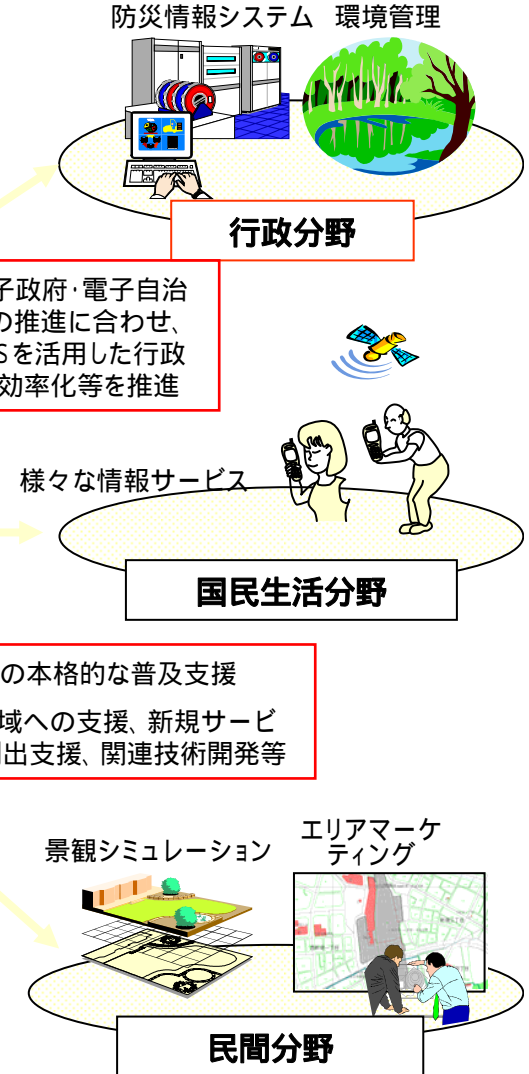 防災情報システム 環境管理
行政分野
子政府・電子自治
の推進に合わせ、
Sを活用した行政
効率化等を推進
様々な情報サービス
国民生活分野
の本格的な普及支援
域への支援、新規サービ
出支援、関連技術開発等
景観シミュレーション
エリアマーケ
ティング
民間分野